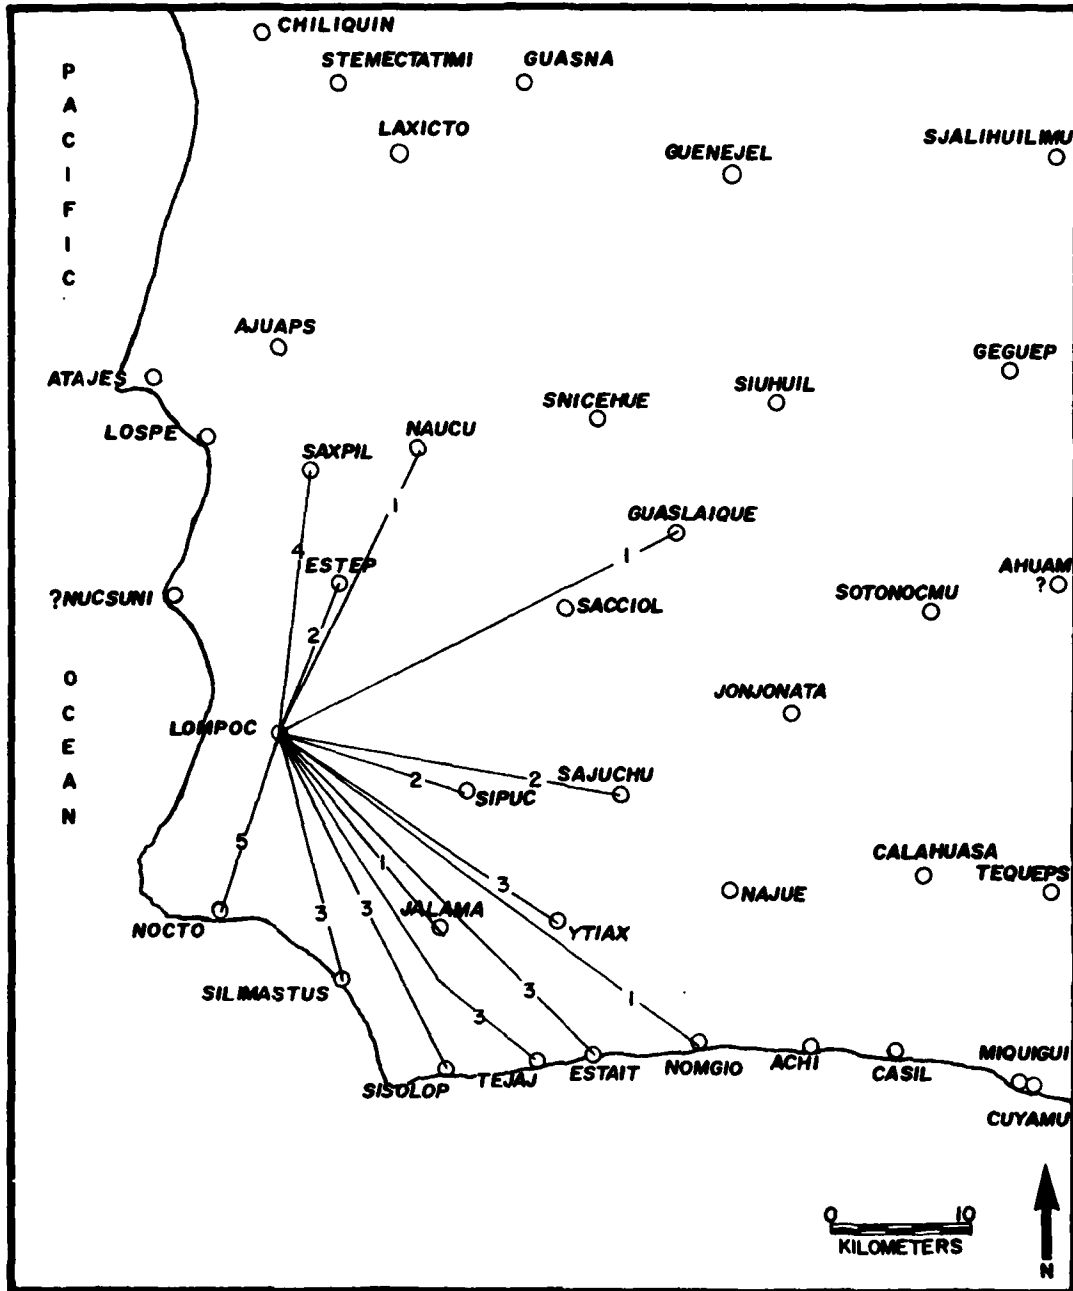 CHILIQUIN
STEMECTATIMI
GUASNA
LAXICTO
GUENEJEL
SJALIHUILIMU
PACIFIC
AJUAPS
ATAJES
GEGUEP
SIUHUIL
SNICEHUE
LOSPE
NAUCU
SAXPIL
1
GUASLAIQUE
4
1
ESTEP
AHUAM
?
?NUCSUNI
SOTONOCMU
SACCIOL
2
OCEAN
JONJONATA
LOMPOC
2
2
SAJUCHU
SIPUC
5
1
CALAHUASA
TEQUEPS
3
NAJUE
3
3
JALAMA
YTIAX
NOCTO
SILIMASTUS
3
1
3
MIQUIGUI
SISOLOP
TEJAJ
ESTAIT
NOMGIO
ACHI
CASIL
CUYAMU
0 10
KILOMETERS
N